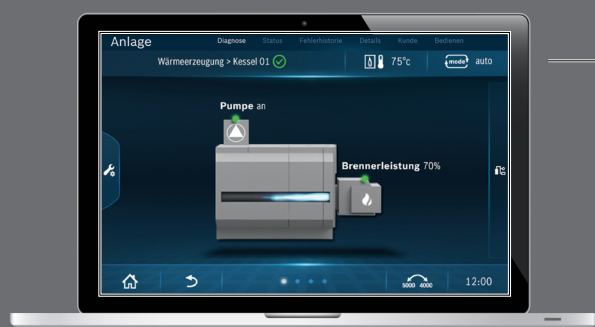 Anlage
Diagnose Status Fehlerhistorie Details Kunde Bedienen
Wärmeerzeugung > Kessel 01 75°c mode auto
Pumpe an
Brennerleistung 70%
5000 4000 12:00